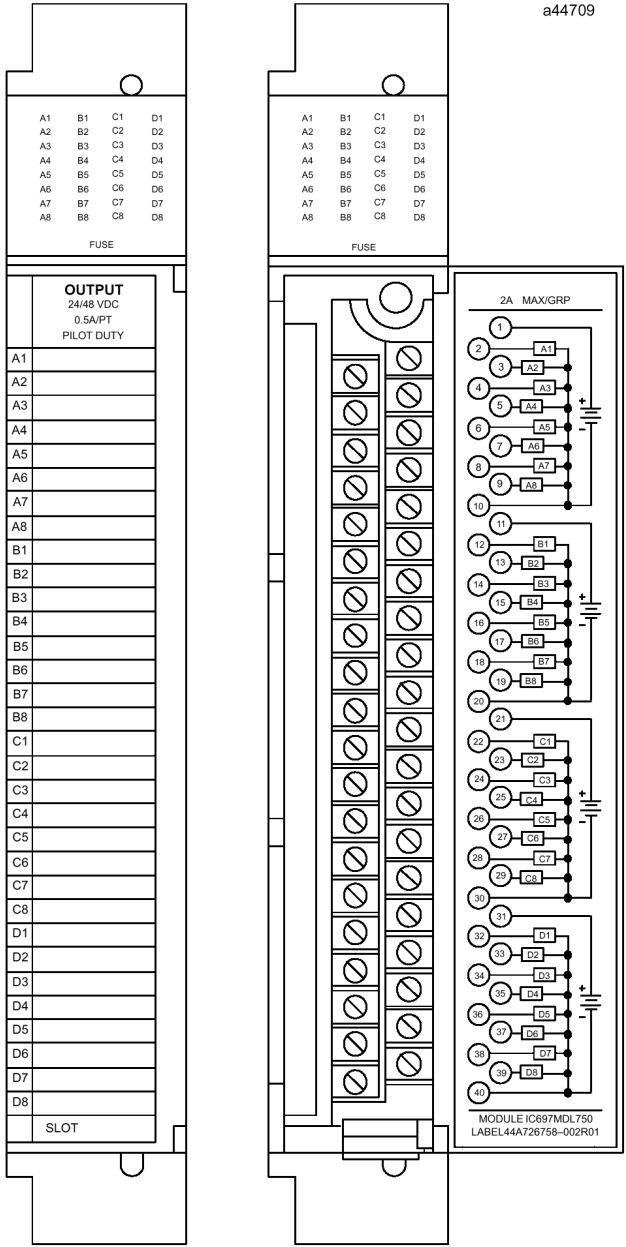 a44709
A1 B1 C1 D1
A2 B2 C2 D2
A3 B3 C3 D3
A4 B4 C4 D4
A5 B5 C5 D5
A6 B6 C6 D6
A7 B7 C7 D7
A8 B8 C8 D8
FUSE
OUTPUT
24/48 VDC
0.5A/PT
PILOT DUTY
A1
A2
A3
A4
A5
A6
A7
A8
B1
B2
B3
B4
B5
B6
B7
B8
C1
C2
C3
C4
C5
C6
C7
C8
D1
D2
D3
D4
D5
D6
D7
D8
SLOT
A1 B1 C1 D1
A2 B2 C2 D2
A3 B3 C3 D3
A4 B4 C4 D4
A5 B5 C5 D5
A6 B6 C6 D6
A7 B7 C7 D7
A8 B8 C8 D8
FUSE
2A MAX/GRP
1
2 A1
3 A2
4 A3
5 A4 +
6 A5 -
7 A6
8 A7
9 A8
10
11
12 B1
13 B2
14 B3
15 B4 +
16 B5 -
17 B6
18 B7
19 B8
20
21
22 C1
23 C2
24 C3
25 C4 +
26 C5 -
27 C6
28 C7
29 C8
30
31
32 D1
33 D2
34 D3
35 D4 +
36 D5 -
37 D6
38 D7
39 D8
40
MODULE IC697MDL750
LABEL44A726758–002R01